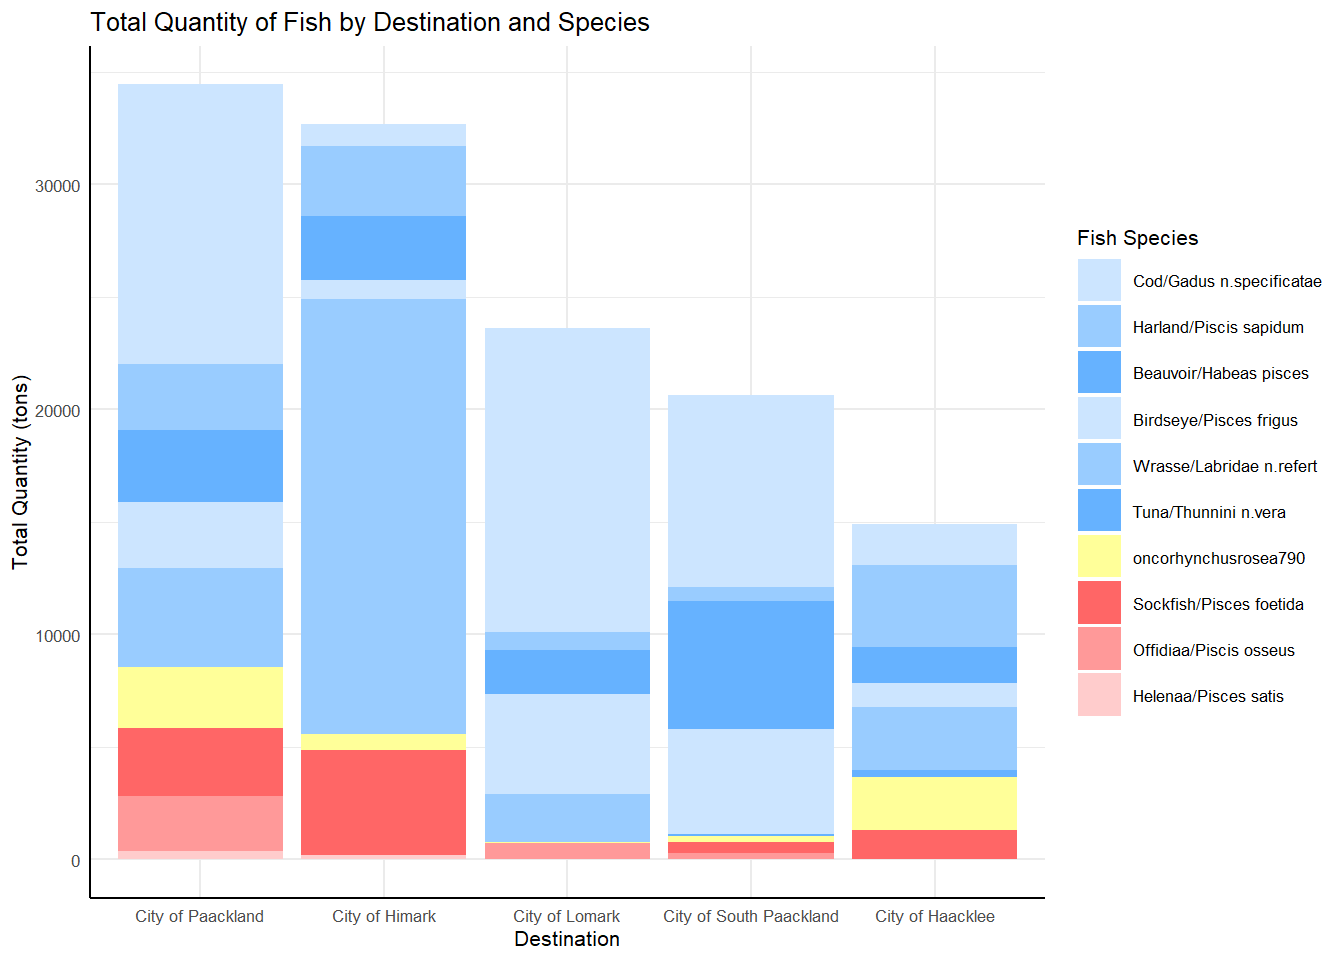 Total Quantity of Fish by Destination and Species
Total Quantity (tons)
30000
20000
10000
0
City of Paackland
City of Himark
City of Lomark
City of South Paackland
City of Haacklee
Destination
Fish Species
Cod/Gadus n.specificatae
Harland/Piscis sapidum
Beauvoir/Habeas pisces
Birdseye/Pisces frigus
Wrasse/Labridae n.refert
Tuna/Thunnini n.vera
oncorhynchusrosea790
Sockfish/Pisces foetida
Offidiaa/Piscis osseus
Helenaa/Pisces satis